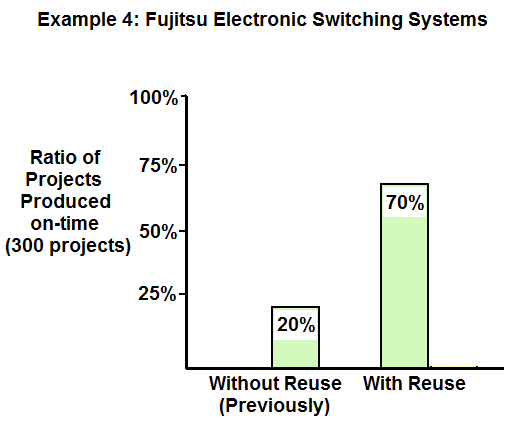 Example 4: Fujitsu Electronic Switching Systems
100%
Ratio of
Projects
Produced
on-time
(300 projects)
75%
50%
25%
70%
20%
Without Reuse
(Previously)
With Reuse